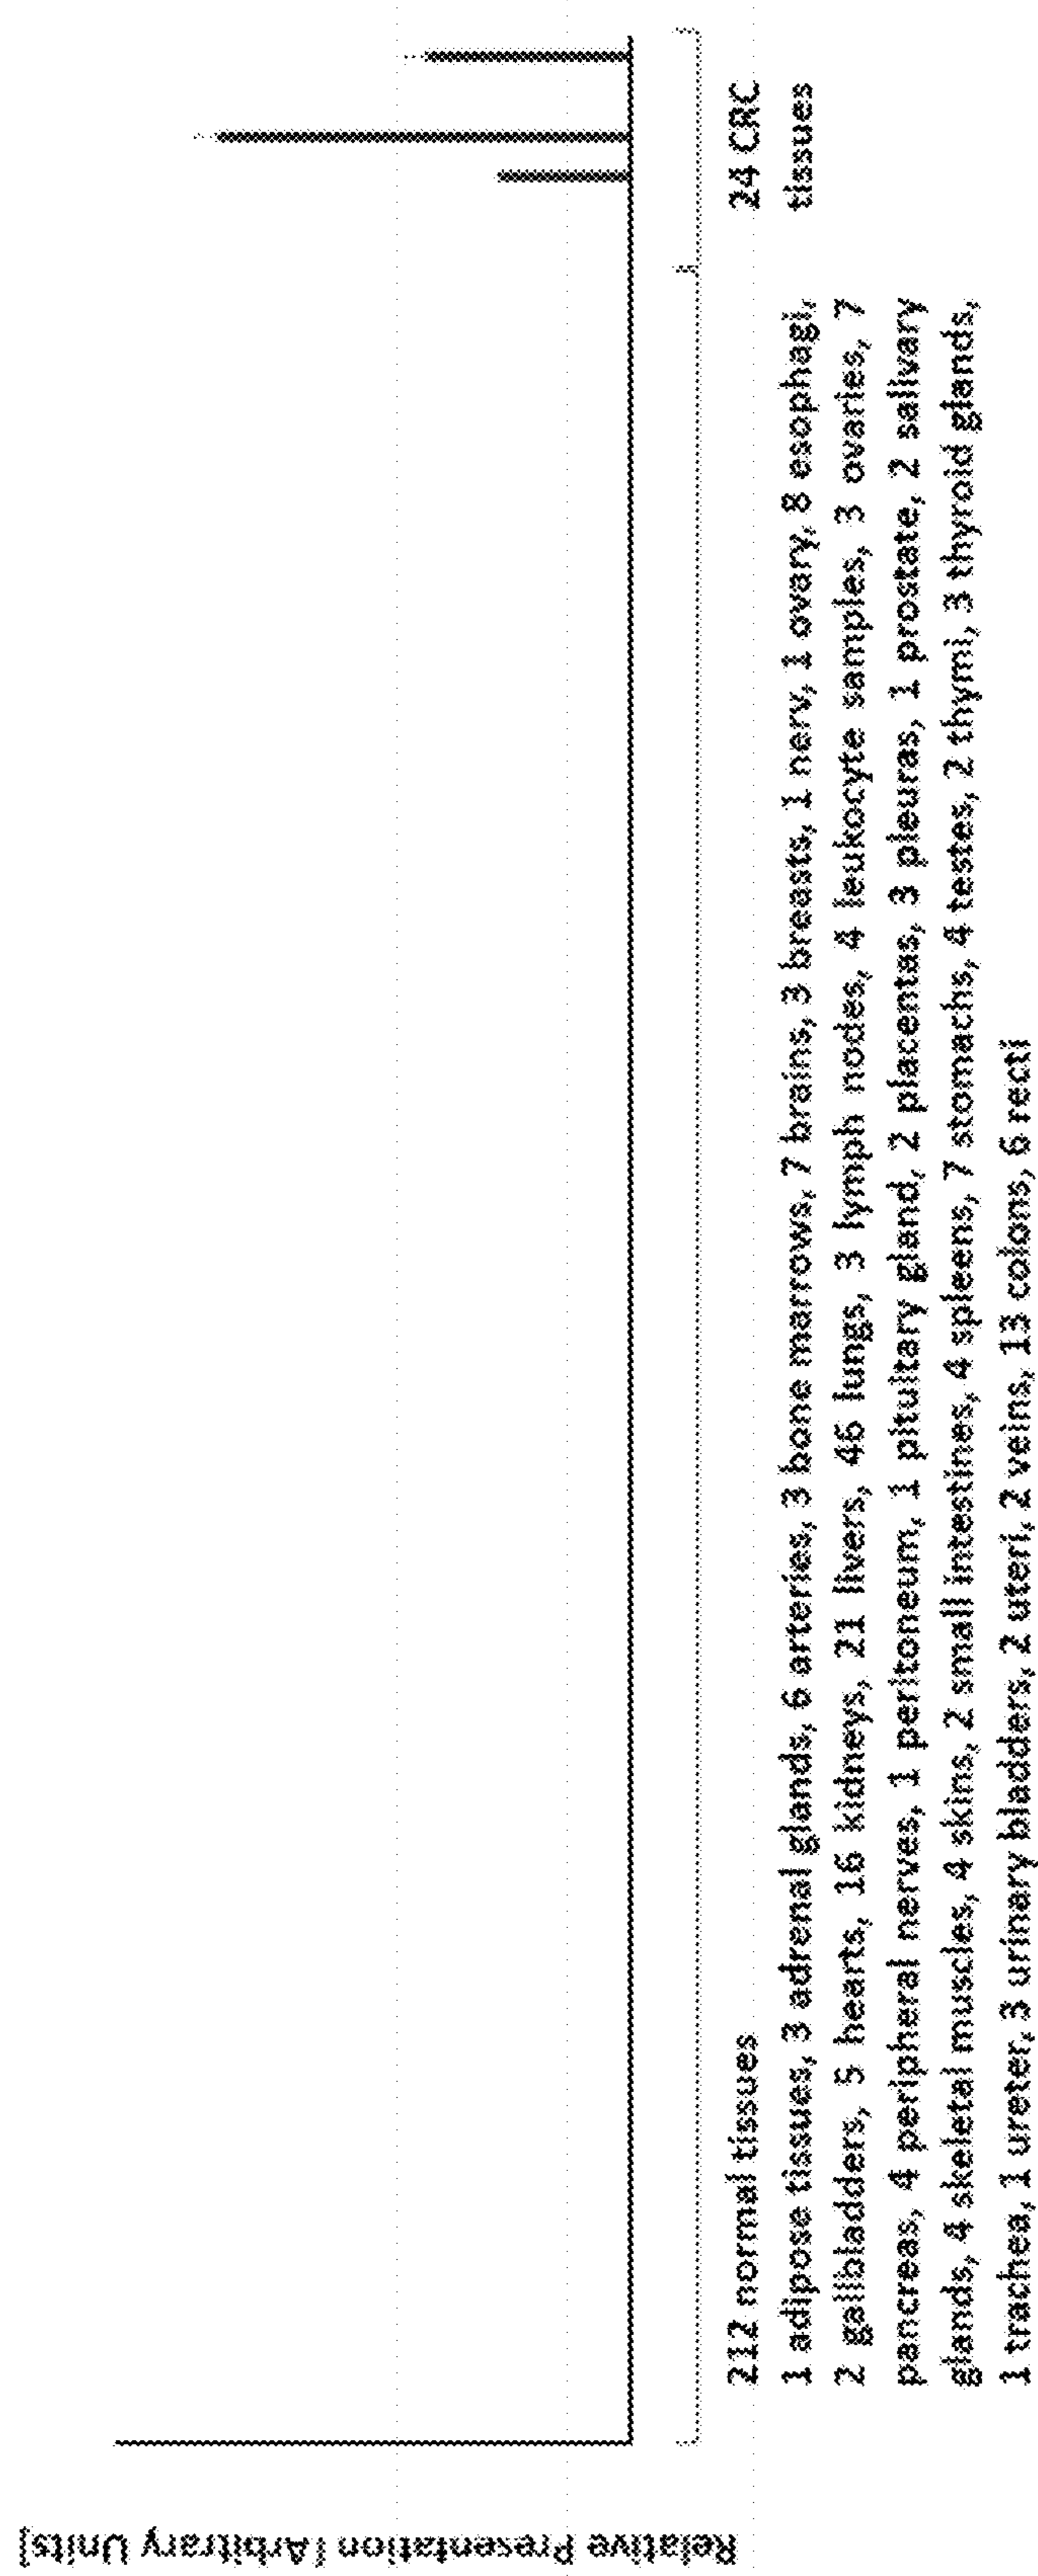 Relative Presentation [Arbitrary Units]
212 normal tissues
1 adipose tissues, 3 adrenal glands, 6 arteries, 3 bone marrows, 7 brains, 3 breasts, 1 nerv, 1 ovary, 8 esophagi,
2 gallbladders, 5 hearts, 16 kidneys, 21 livers, 46 lungs, 3 lymph nodes, 4 leukocyte samples, 3 ovaries, 7
pancreas, 4 peripheral nerves, 1 peritoneum, 1 pituitary gland, 2 placentas, 3 pleuras, 1 prostate, 2 salivary
glands, 4 skeletal muscles, 4 skins, 2 small intestines, 4 spleens, 7 stomachs, 4 testes, 2 thymi, 3 thyroid glands,
1 trachea, 1 ureter, 3 urinary bladders, 2 uteri, 2 veins, 13 colons, 6 recti
24 CRC
tissues